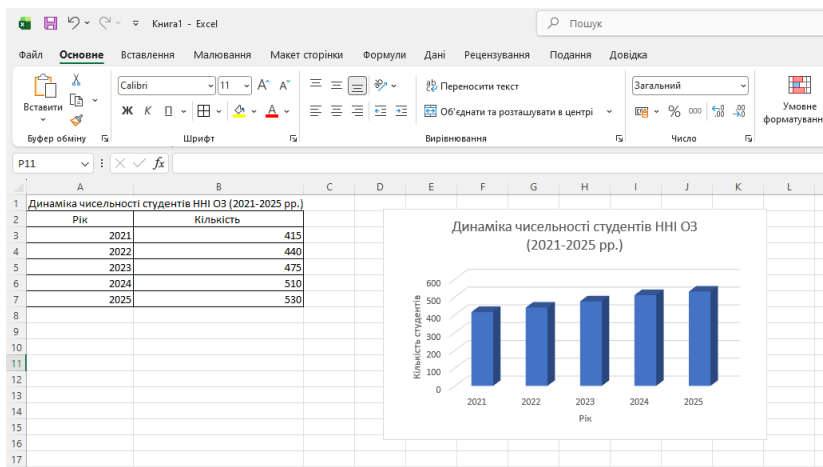 Книга1 - Excel
Пошук
Файл Основне Вставлення Малювання Макет сторінки Формули Дані Рецензування Подання Довідка
Вставити
Calibri 11 A A
Ж К П А
Переносити текст
Об'єднати та розташувати в центрі
Загальний
% 000
Умовне
форматуванн
Буфер обміну Шрифт Вирівнювання Число
P11 fx
A B C D E F G H I J K L
1 Динаміка чисельності студентів ННІ ОЗ (2021-2025 рр.)
2 Рік Кількість
3 2021 415
4 2022 440
5 2023 475
6 2024 510
7 2025 530
8
9
10
11
12
13
14
15
16
17
Динаміка чисельності студентів ННІ ОЗ
(2021-2025 рр.)
Кількість студентів
600
500
400
300
200
100
0
2021 2022 2023 2024 2025
Рік